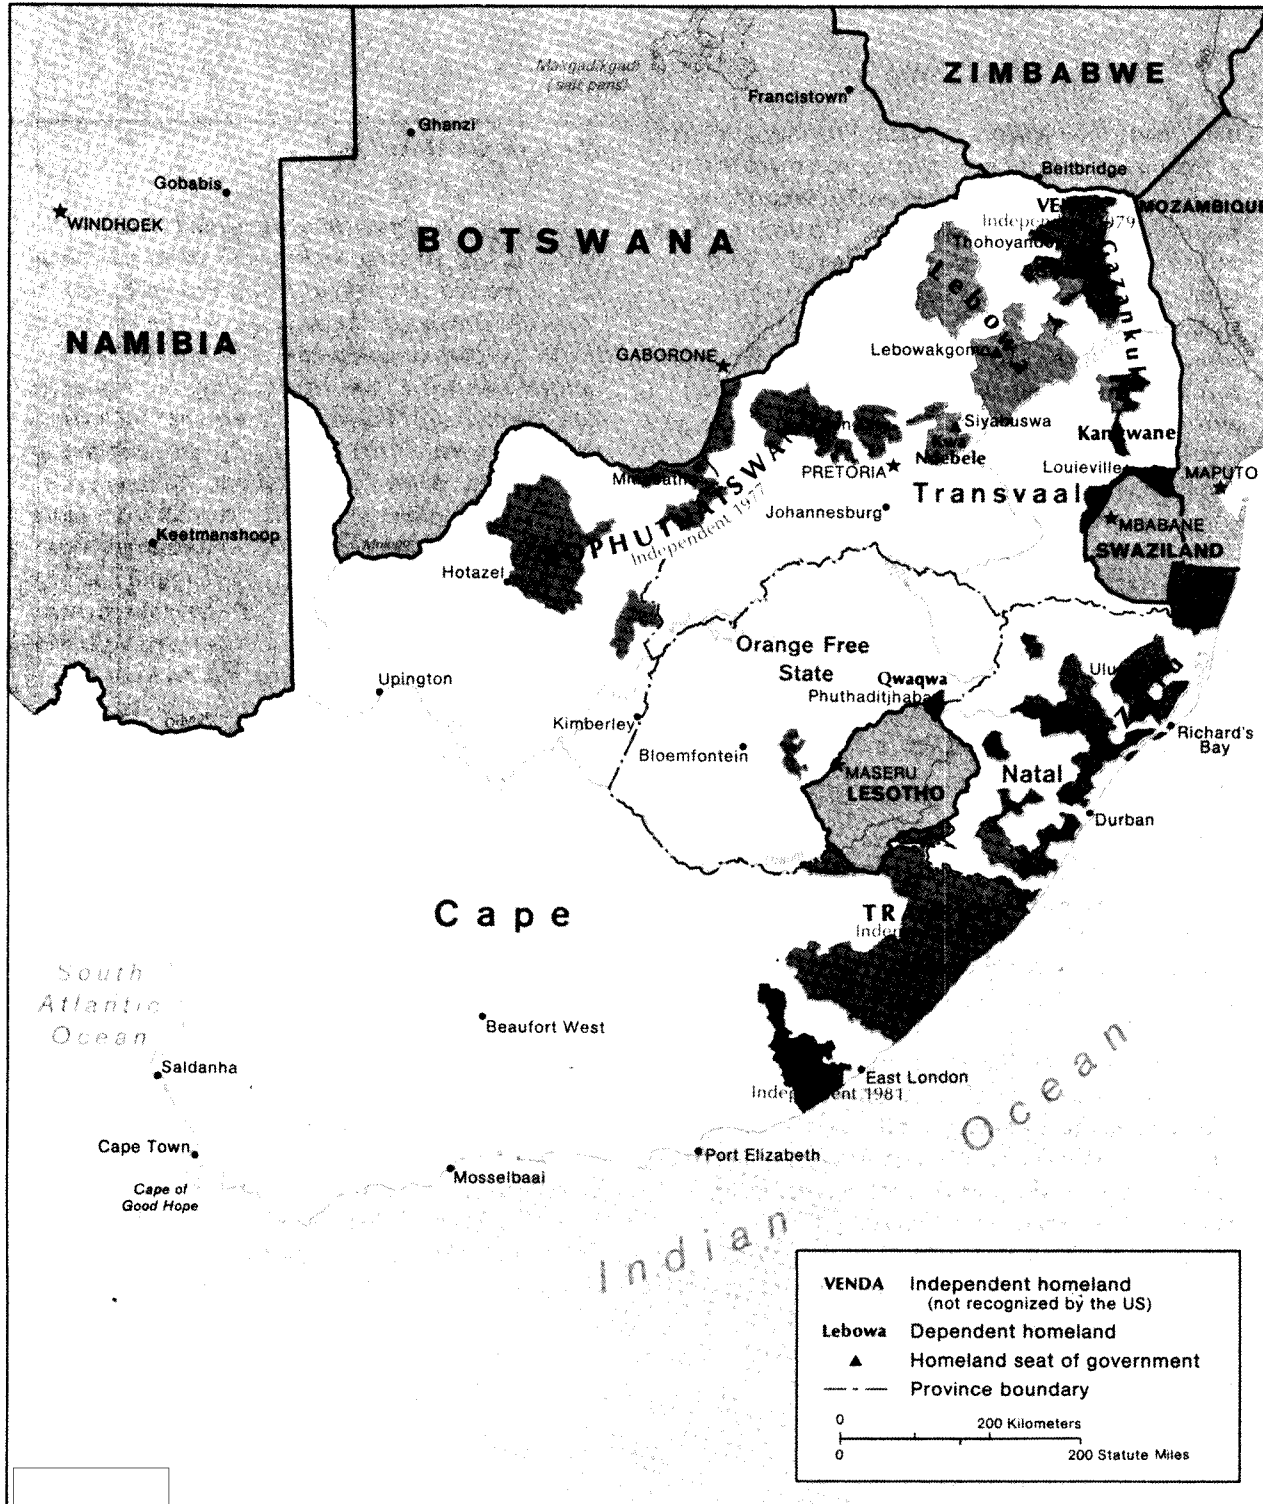 Makgadikgadi
(salt pans)
ZIMBABWE
Francistown
Ghanzi
Beitbridge
Gobabis
WINDHOEK
MOZAMBIQUE
BOTSWANA
Lebowa
Gazankulu
NAMIBIA
GABORONE
Lebowakgomo
Siyabuswa
KaNgwane
Ndebele
PRETORIA
Louieville
MAPUTO
Transvaal
Johannesburg
MBABANE
SWAZILAND
Keetmanshoop
Independent 1977
Hotazel
Orange Free
State
Qwaqwa
Phuthaditjhaba
Upington
Kimberley
Bloemfontein
Richard's
Bay
MASERU
LESOTHO
Natal
Durban
Cape
TR
South
Atlantic
Ocean
Beaufort West
Saldanha
East London
1981
Cape Town
Port Elizabeth
Mosselbaai
Cape of
Good Hope
Indian Ocean
VENDA Independent homeland
(not recognized by the US)
Lebowa Dependent homeland
Homeland seat of government
Province boundary
0 200 Kilometers
0 200 Statute Miles